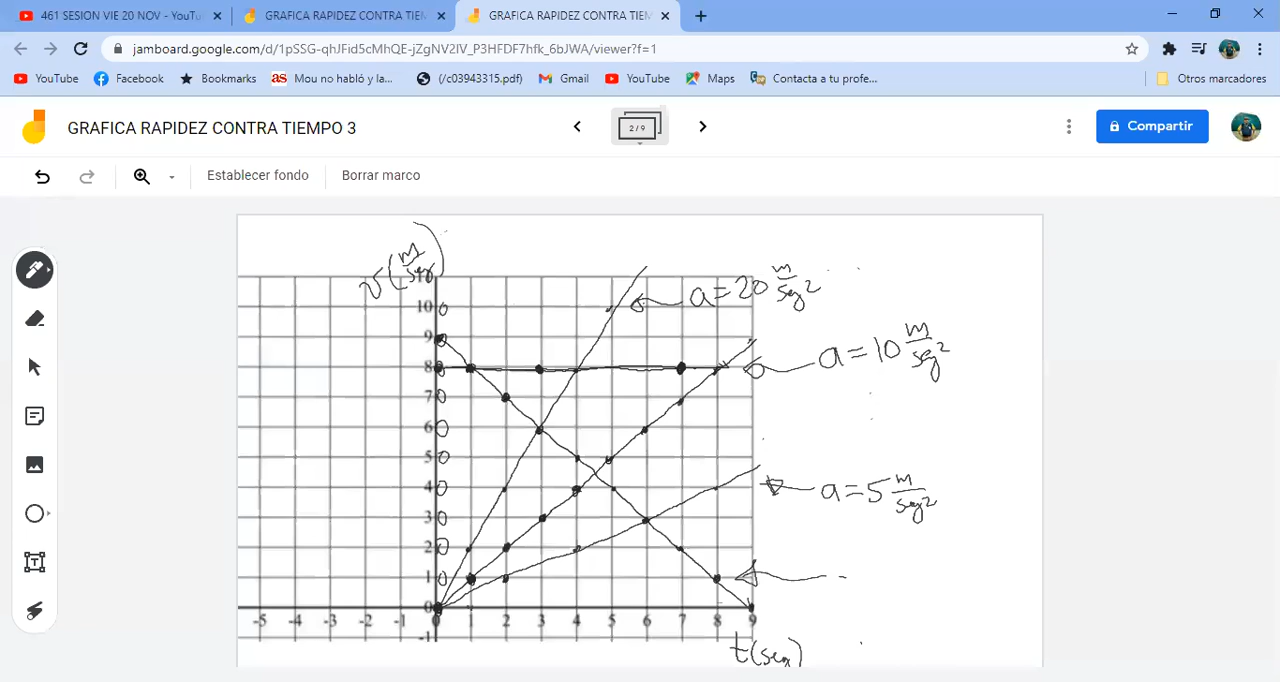 461 SESION VIE 20 NOV - YouTu
GRAFICA RAPIDEZ CONTRA TIEM
GRAFICA RAPIDEZ CONTRA TIEM
jamboard.google.com/d/1pSSG-qhJFid5cMhQE-jZgNV2IV_P3HFDF7hfk_6bJWA/viewer?f=1
YouTube
Facebook
Bookmarks
as Mou no habló y la...
(/c03943315.pdf)
Gmail
YouTube
Maps
Contacta a tu profe...
Otros marcadores
GRAFICA RAPIDEZ CONTRA TIEMPO 3
2 / 9
Compartir
Establecer fondo
Borrar marco
v(m/seg)
a=20 m/seg²
100
90
a=10 m/seg²
80
70
60
50
a=5 m/seg²
40
30
20
10
-
0
-5 -4 -3 -2 -1 0 1 2 3 4 5 6 7 8 9
-1
t(seg)